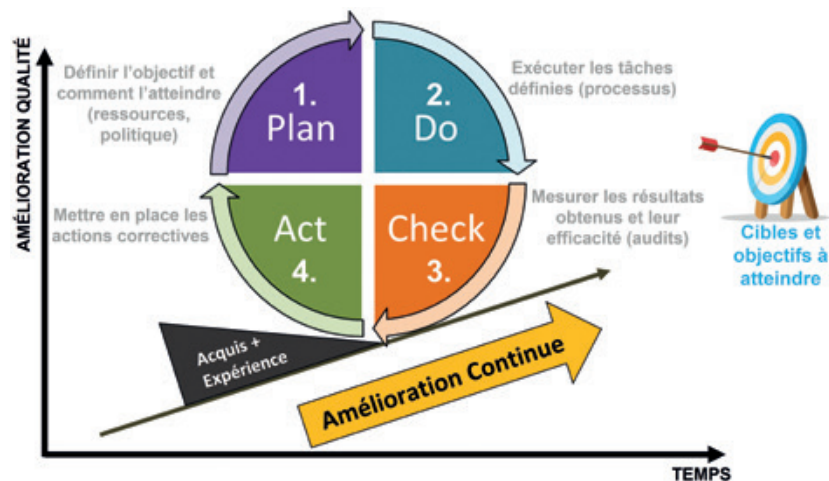 AMÉLIORATION QUALITÉ
Définir l'objectif et
comment l'atteindre
(ressources,
politique)
1.
Plan
2.
Do
Exécuter les tâches
définies (processus)
Mettre en place les
actions correctives
Act
4.
Check
3.
Mesurer les résultats
obtenus et leur
efficacité (audits)
Cibles et
objectifs à
atteindre
Acquis +
Expérience
Amélioration Continue
TEMPS